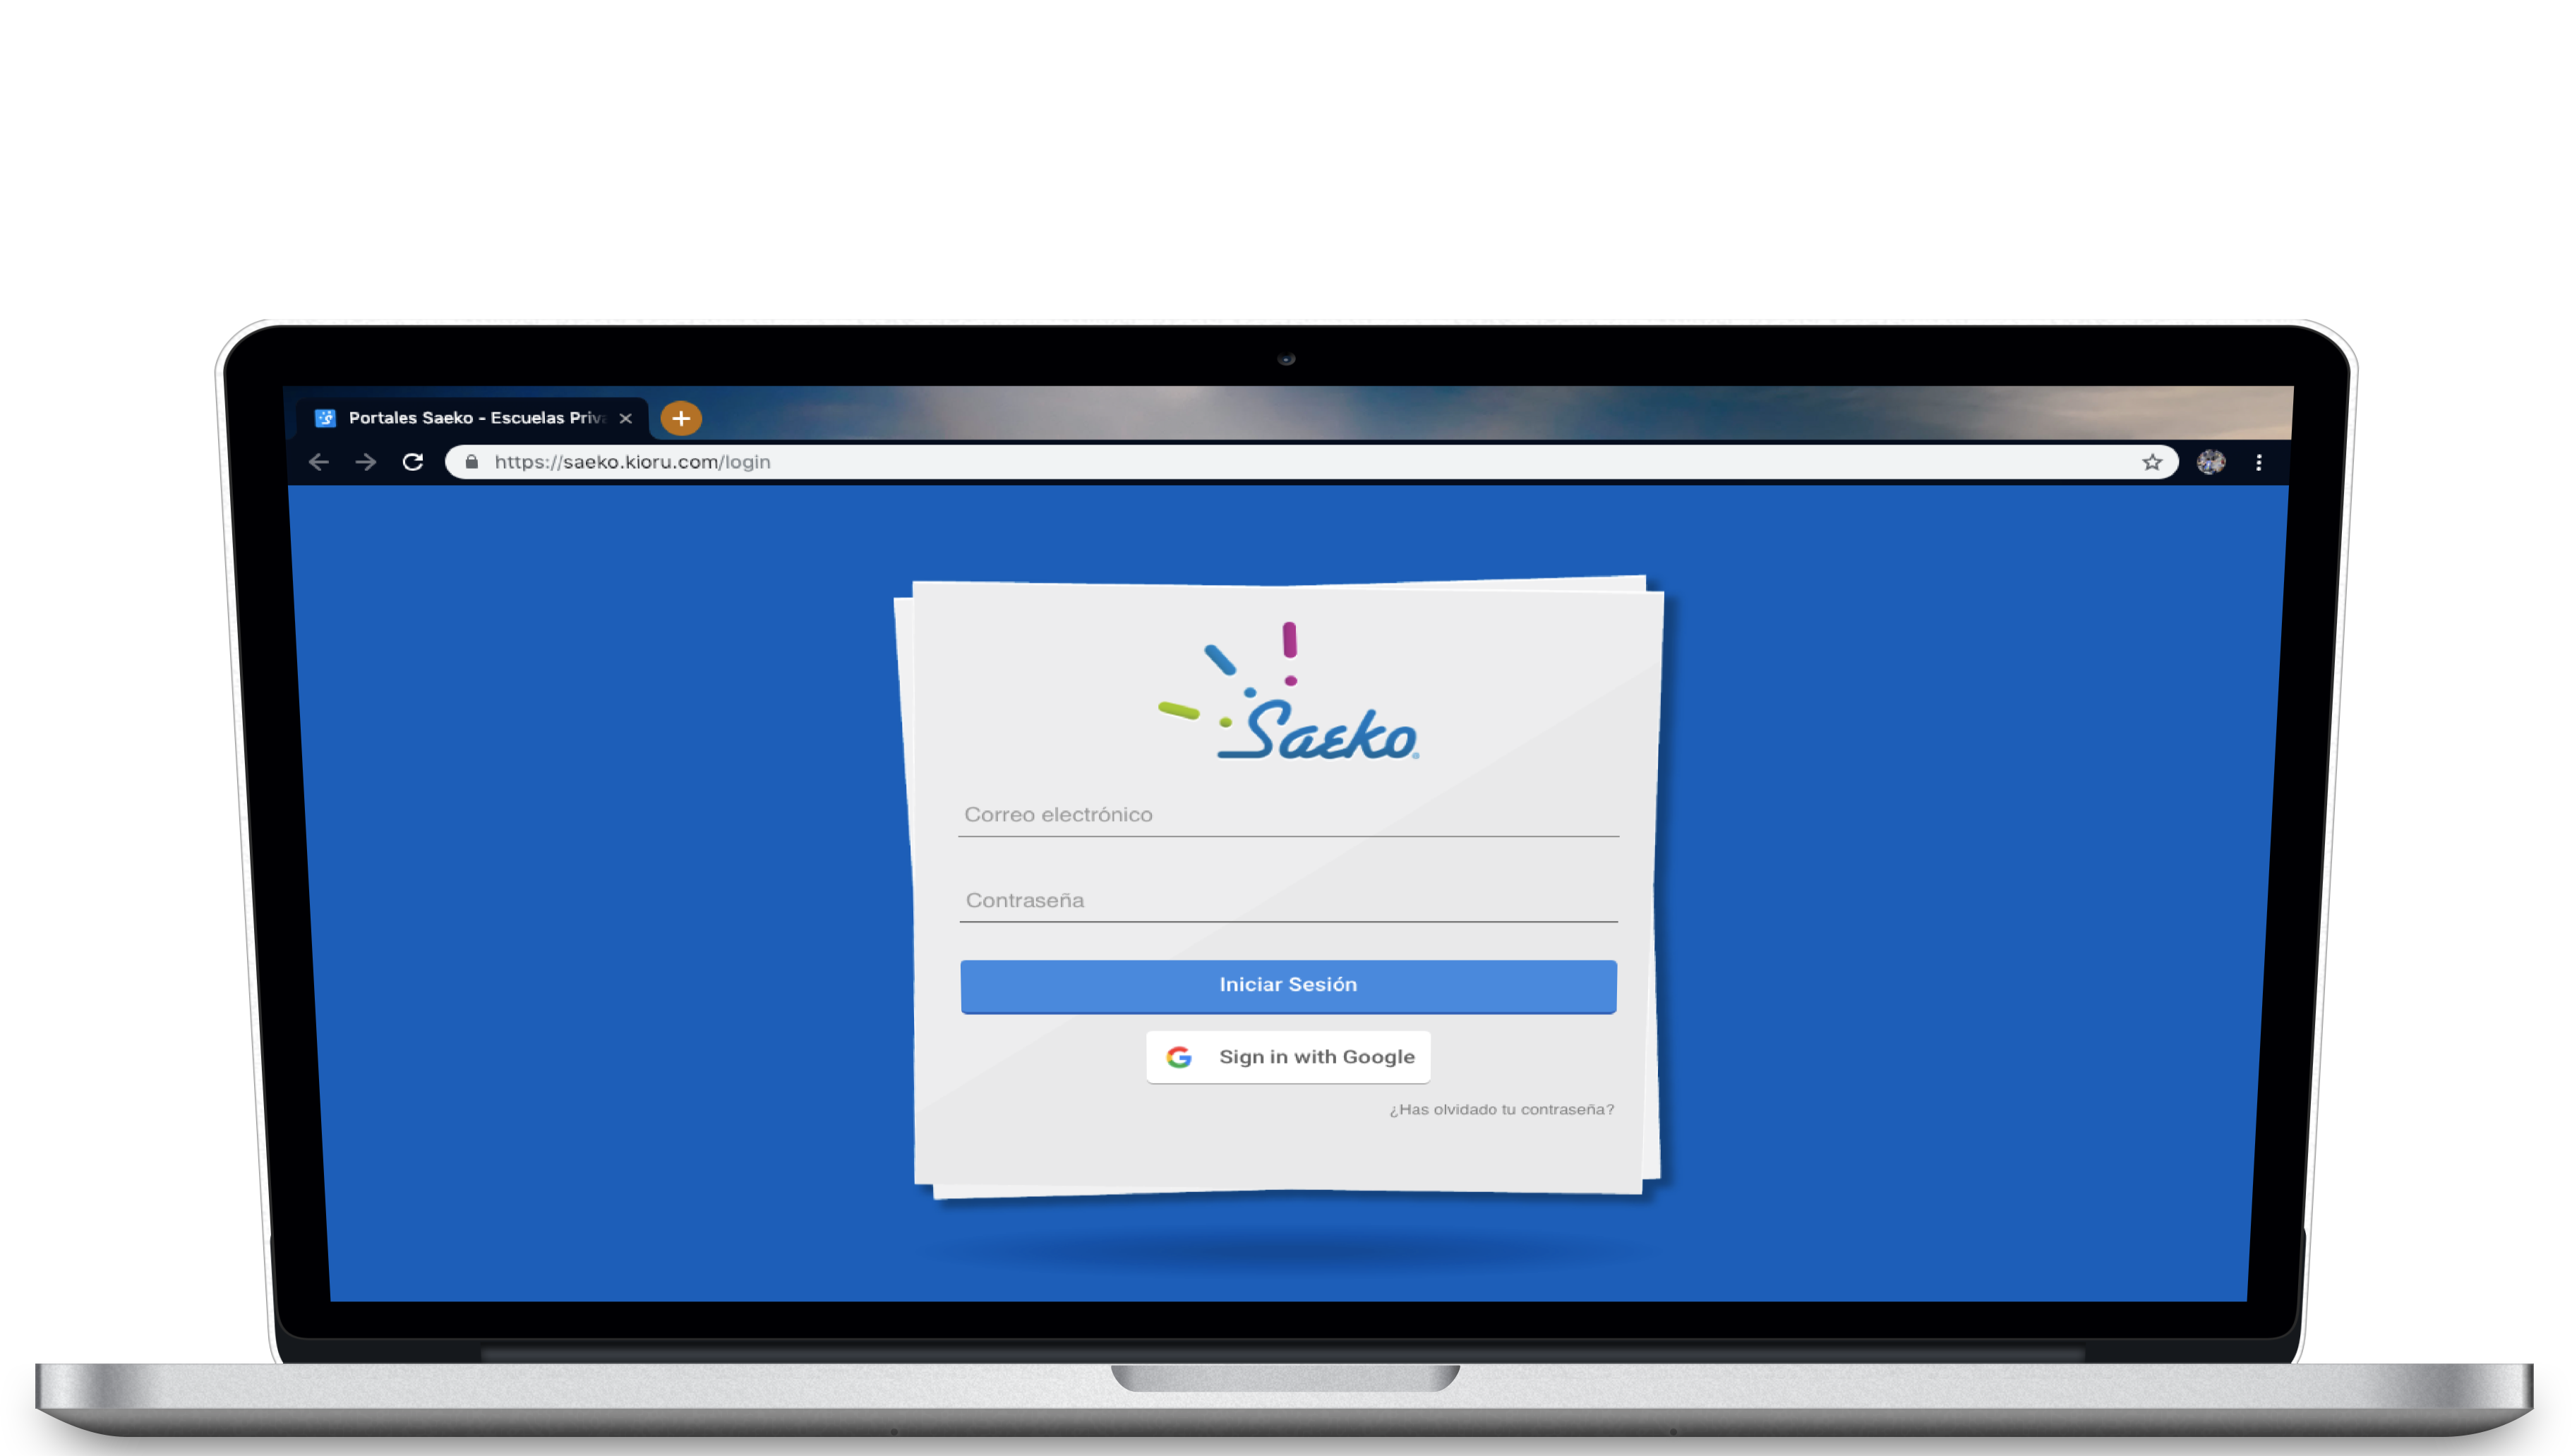 Portales Saeko - Escuelas Priv
https://saeko.kioru.com/login
Saeko
Correo electrónico
Contraseña
Iniciar Sesión
Sign in with Google
¿Has olvidado tu contraseña?